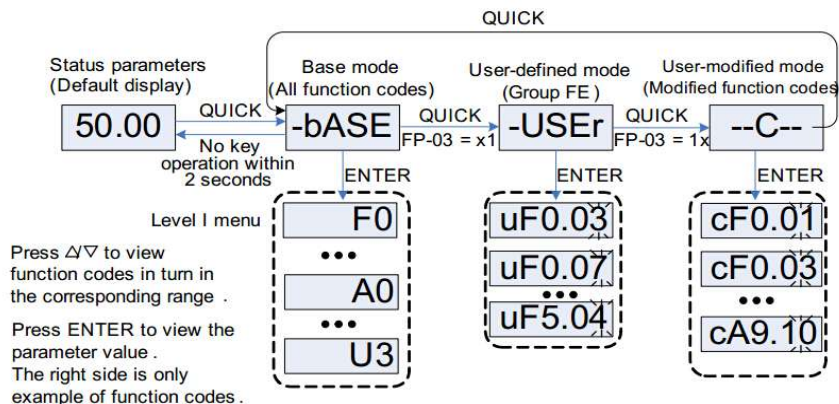 QUICK
Status parameters
(Default display)
Base mode
(All function codes)
User-defined mode
(Group FE )
User-modified mode
(Modified function codes)
50.00
QUICK
-bASE
QUICK
FP-03 = x1
-USEr
QUICK
FP-03 = 1x
--C--
No key
operation within
2 seconds
ENTER
ENTER
ENTER
Level I menu
F0
uF0.03
cF0.01
Press △/▽ to view
function codes in turn in
the corresponding range .
A0
uF0.07
cF0.03
Press ENTER to view the
parameter value .
The right side is only
example of function codes .
U3
uF5.04
cA9.10